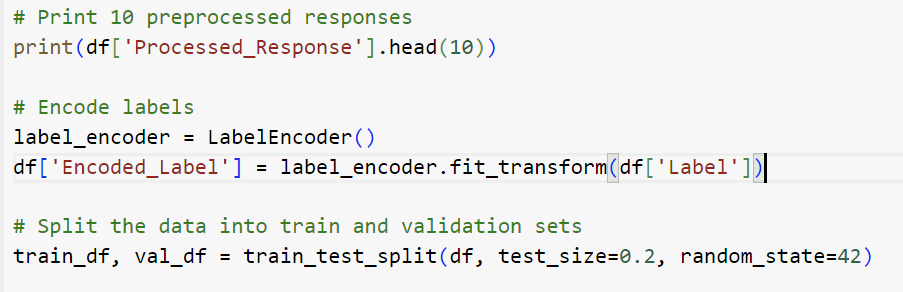 # Print 10 preprocessed responses
print(df['Processed_Response'].head(10))
# Encode labels
label_encoder = LabelEncoder()
df['Encoded_Label'] = label_encoder.fit_transform(df['Label'])
# Split the data into train and validation sets
train_df, val_df = train_test_split(df, test_size=0.2, random_state=42)